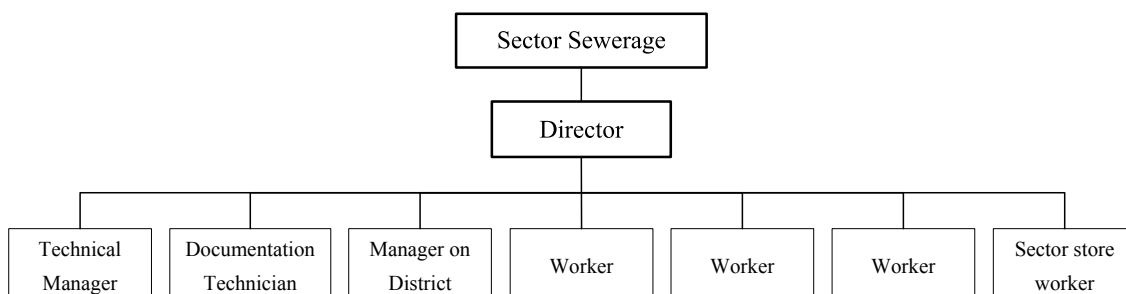 Sector Sewerage
Director
Technical
Manager
Documentation
Technician
Manager on
District
Worker
Worker
Worker
Sector store
worker